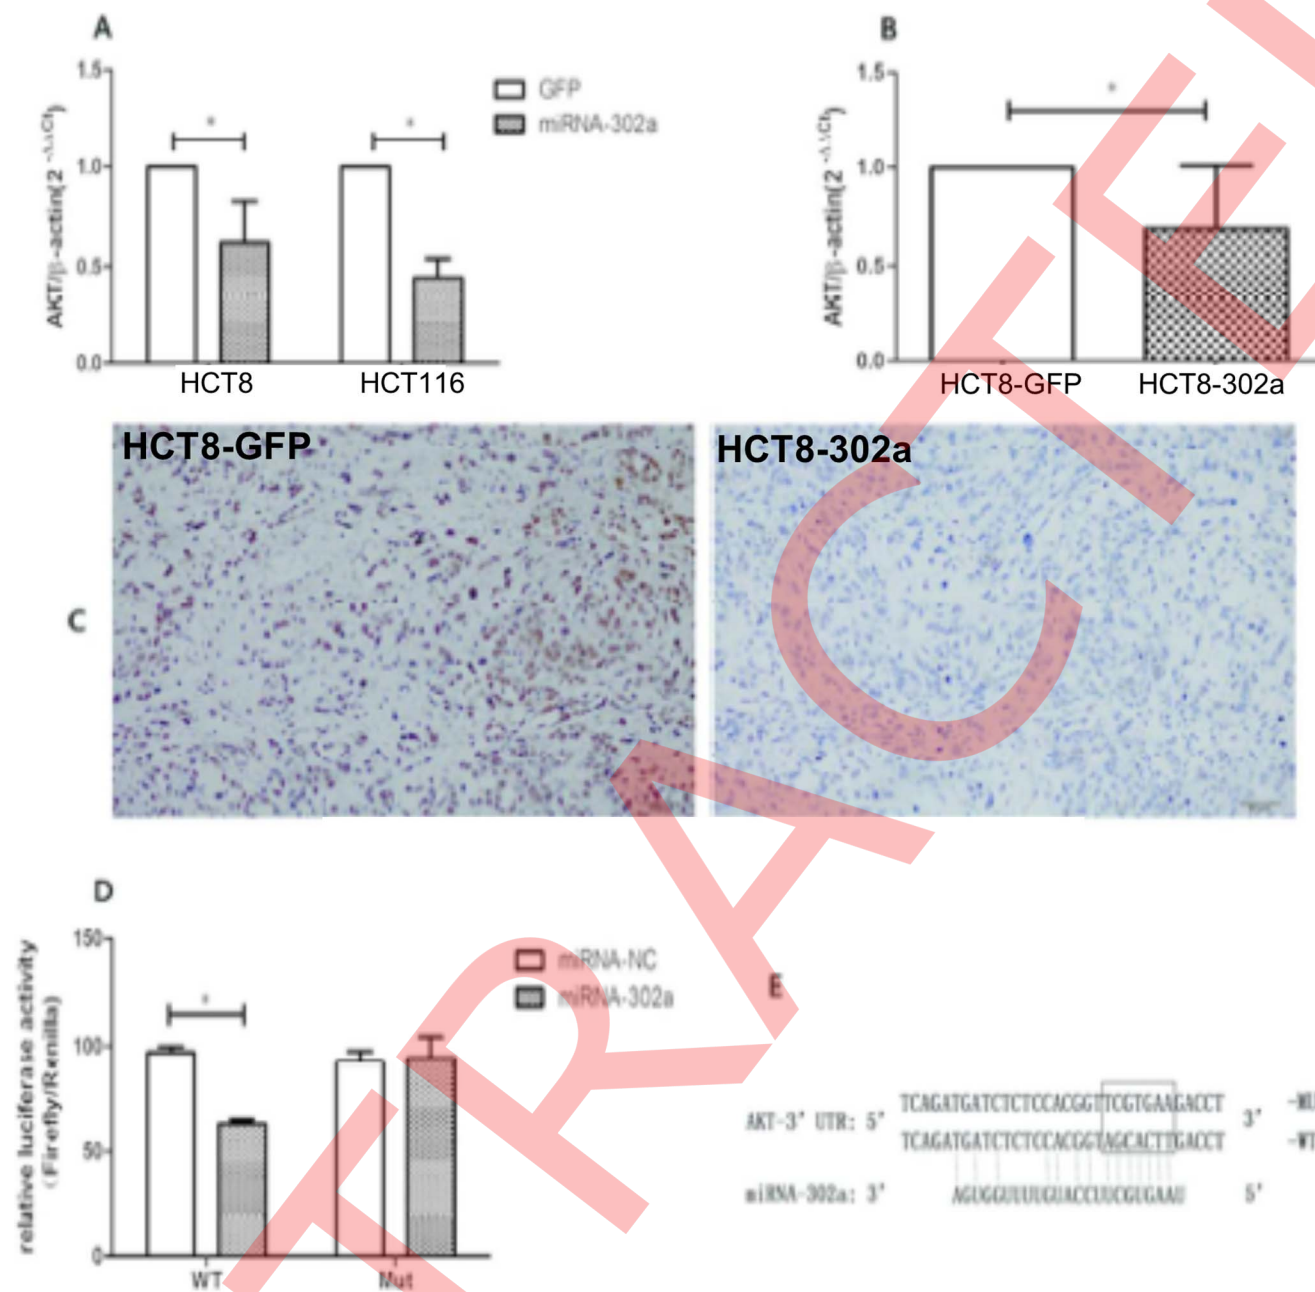 A
1.5
1.0
0.5
0.0
AKT/β-actin(2 -ΔΔCt)
*
*
GFP
miRNA-302a
HCT8
HCT116
B
1.5
1.0
0.5
0.0
AKT/β-actin(2 -ΔΔCt)
*
HCT8-GFP
HCT8-302a
C
HCT8-GFP
HCT8-302a
D
150
100
50
0
relative luciferase activity
(Firefly/Renilla)
*
miRNA-NC
miRNA-302a
WT
Mut
E
AKT-3' UTR: 5'
TCAGATGATCTCTCCACGGTTCGTGAAGACCT
TCAGATGATCTCTCCACGGTAGCACTTGACCT
3'
-WT
miRNA-302a: 3'
AGUGGUUUUGUACCUUCGUGAAU
5'
TRACTE